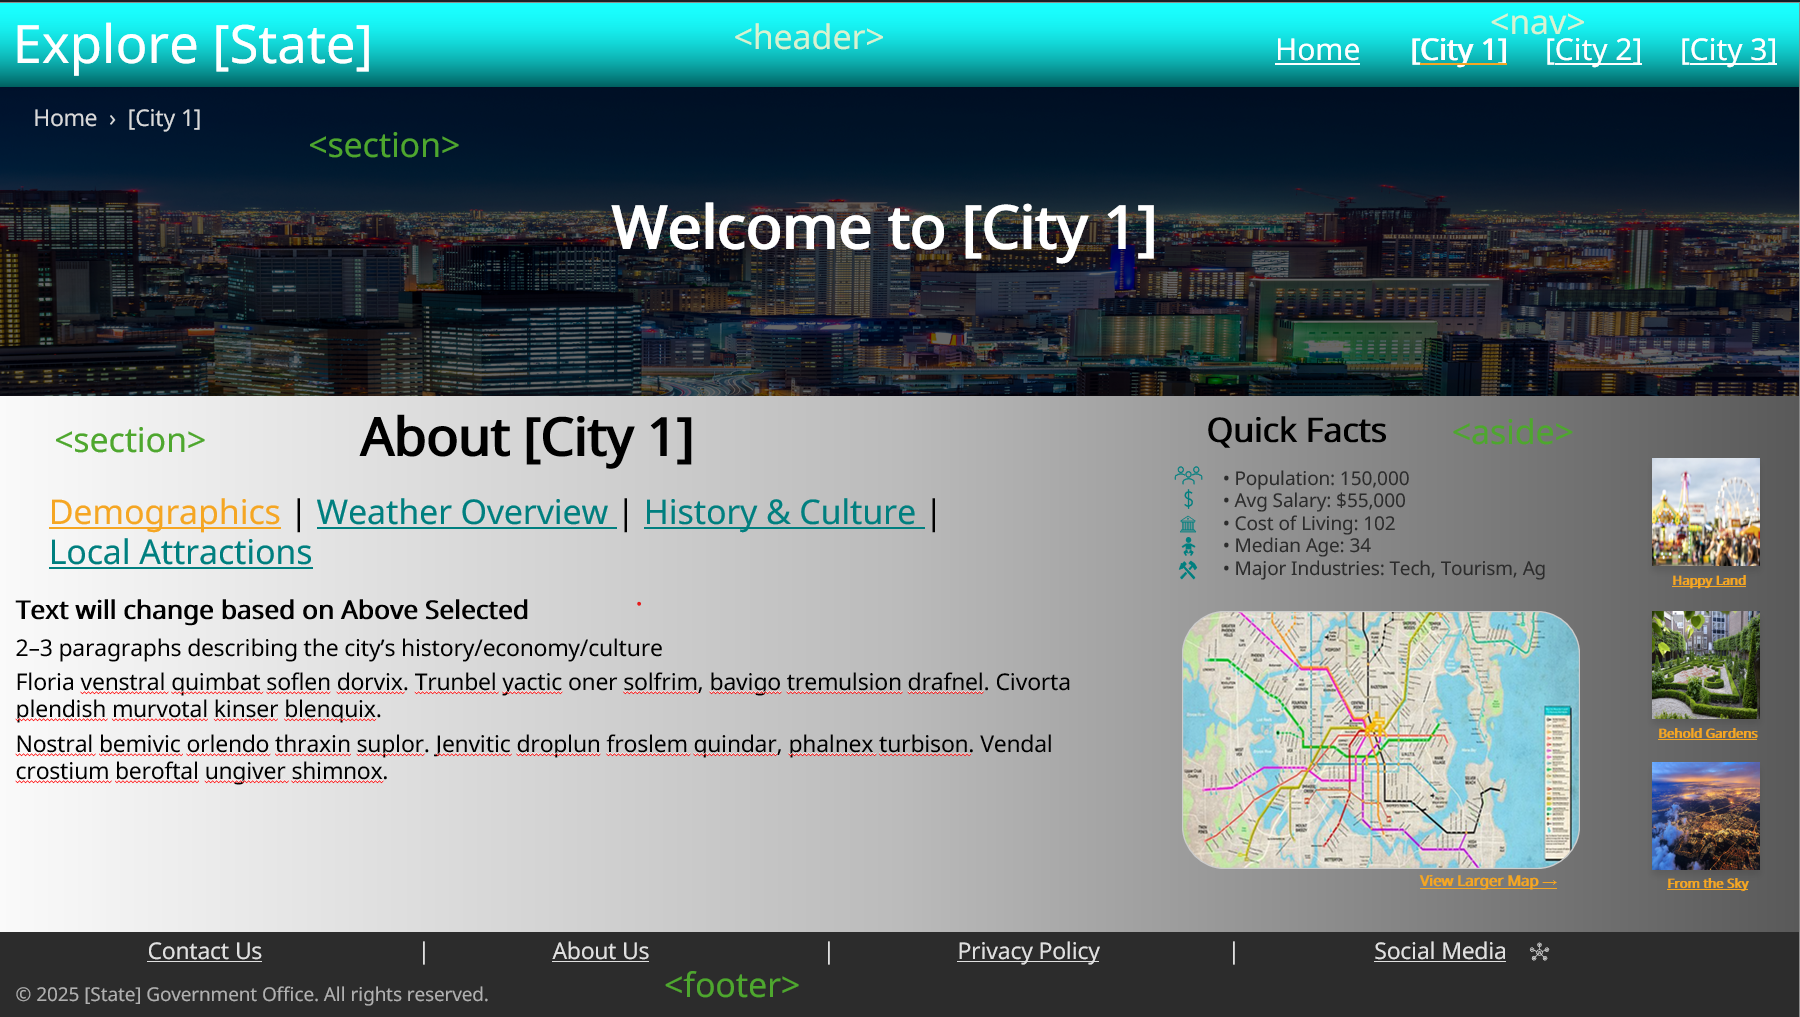 Explore [State]
<header>
<nav>
Home [City 1] [City 2] [City 3]
Home › [City 1]
<section>
Welcome to [City 1]
<section>
About [City 1]
Demographics | Weather Overview | History & Culture |
Local Attractions
Text will change based on Above Selected
2–3 paragraphs describing the city’s history/economy/culture
Floria venstral quimbat soflen dorvix. Trunbel yactic oner solfrim, bavigo tremulsion drafnel. Civorta
plendish murvotal kinser blenquix.
Nostral bemivic orlendo thraxin suplor. Jenvitic droplun froslem quindar, phalnex turbison. Vendal
crostium beroftal ungiver shimnox.
Quick Facts
<aside>
• Population: 150,000
• Avg Salary: $55,000
• Cost of Living: 102
• Median Age: 34
• Major Industries: Tech, Tourism, Ag
View Larger Map →
Happy Land
Behold Gardens
From the Sky
Contact Us | About Us | Privacy Policy | Social Media
<footer>
© 2025 [State] Government Office. All rights reserved.